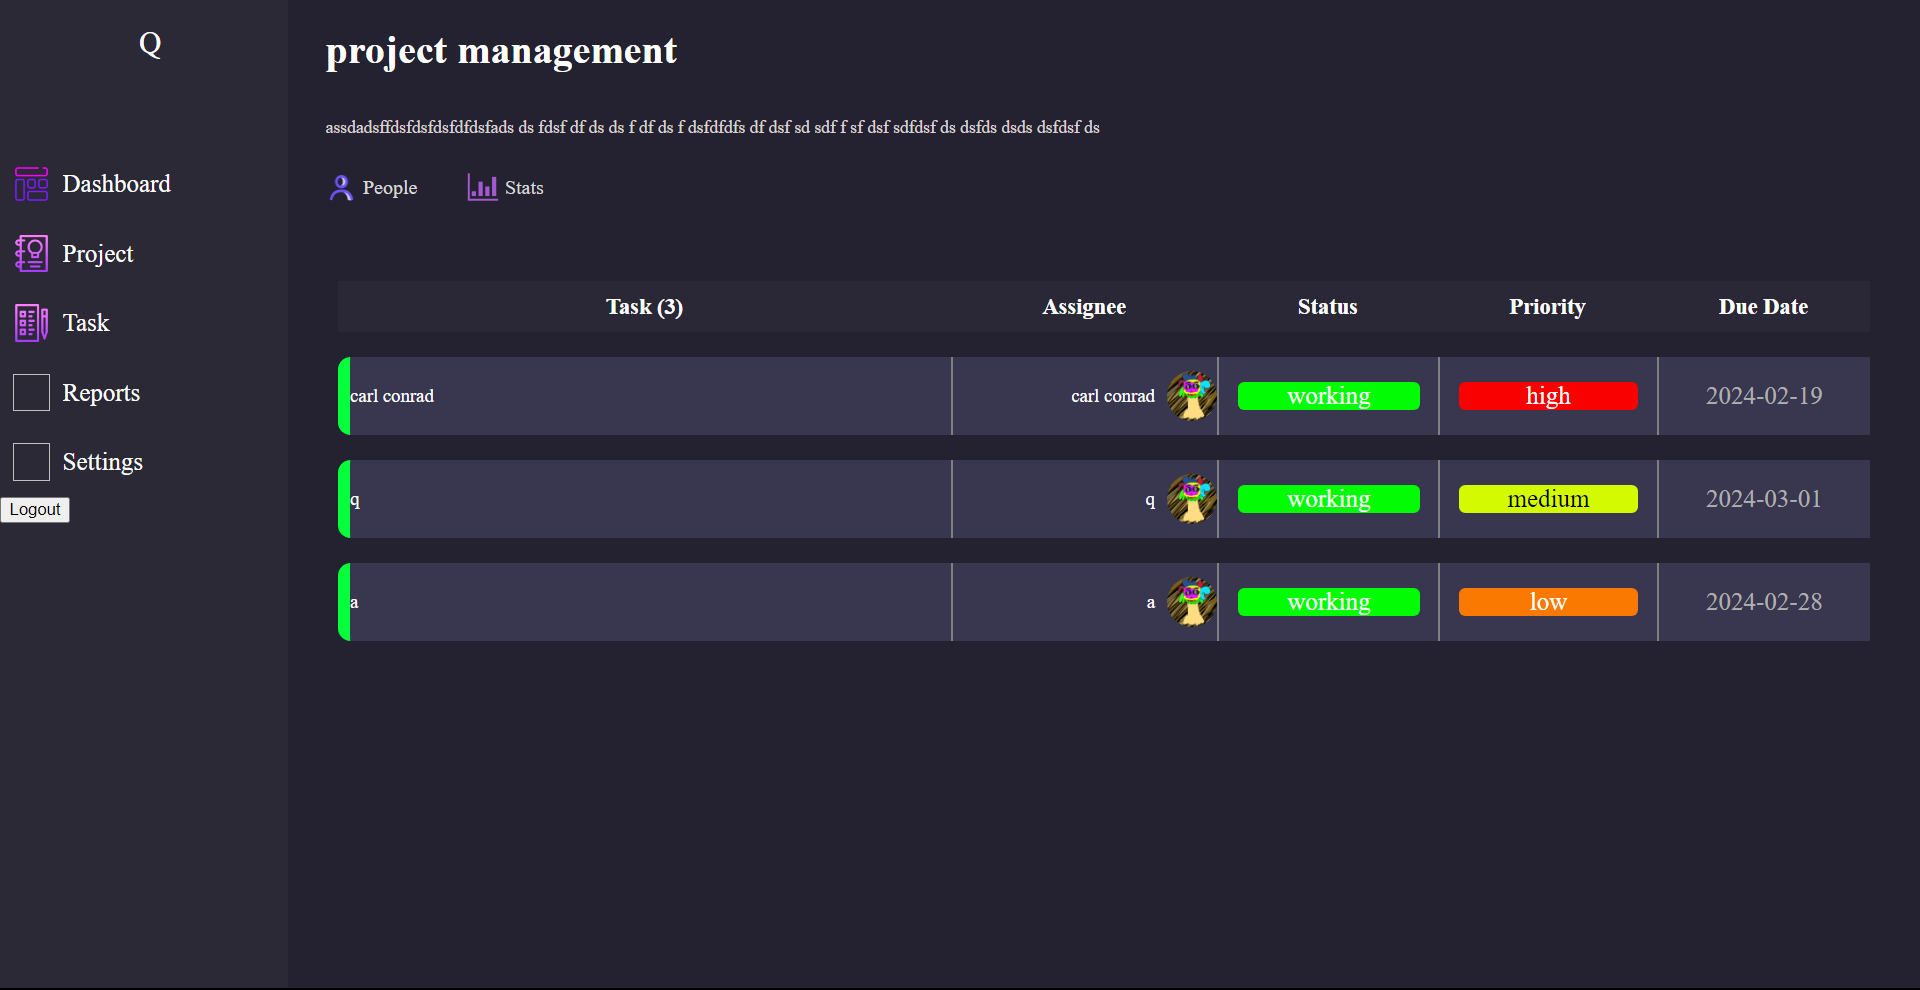 Q
Dashboard
Project
Task
Reports
Settings
Logout
project management
assdadsffdsfdsfdsfdfdsfads ds fdsf df ds ds f df ds f dsfdfdfs df dsf sd sdf f sf dsf sdfdsf ds dsfds dsds dsfdsf ds
People Stats
Task (3) Assignee Status Priority Due Date
carl conrad carl conrad working high 2024-02-19
q q working medium 2024-03-01
a a working low 2024-02-28